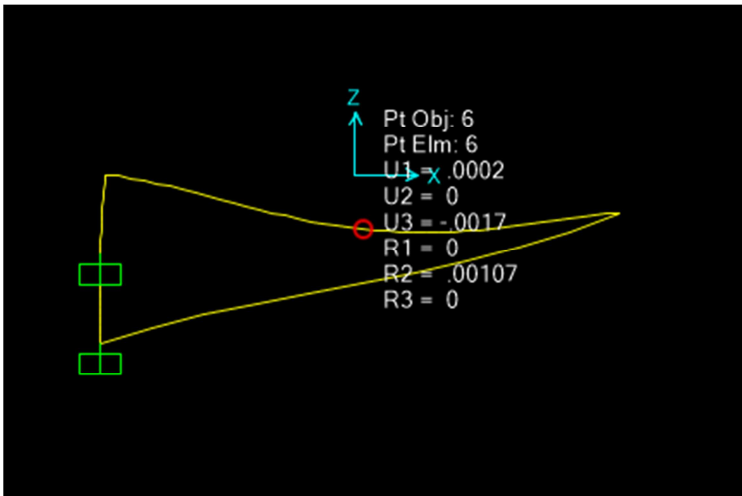 Z
Pt Obj: 6
Pt Elm: 6
U1 = .0002
X
U2 = 0
U3 = -.0017
R1 = 0
R2 = .00107
R3 = 0